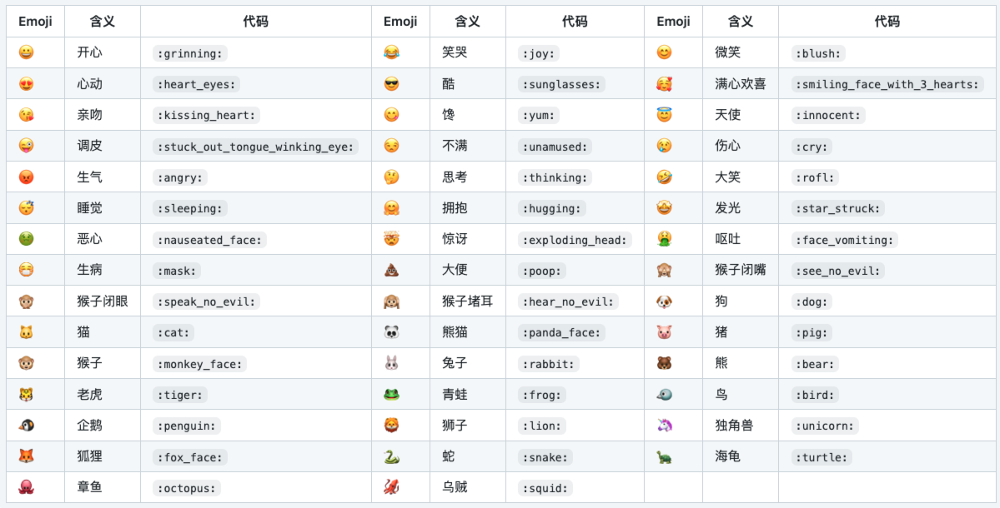 Emoji 含义 代码 Emoji 含义 代码 Emoji 含义 代码
😀 开心 :grinning: 😂 笑哭 :joy: 😊 微笑 :blush:
😍 心动 :heart_eyes: 😎 酷 :sunglasses: 🥰 满心欢喜 :smiling_face_with_3_hearts:
😘 亲吻 :kissing_heart: 😋 馋 :yum: 😇 天使 :innocent:
😜 调皮 :stuck_out_tongue_winking_eye: 😒 不满 :unamused: 😢 伤心 :cry:
😡 生气 :angry: 🤔 思考 :thinking: 🤣 大笑 :rofl:
😴 睡觉 :sleeping: 🤗 拥抱 :hugging: 🤩 发光 :star_struck:
🤢 恶心 :nauseated_face: 🤯 惊讶 :exploding_head: 🤮 呕吐 :face_vomiting:
😷 生病 :mask: 💩 大便 :poop: 🙈 猴子闭嘴 :see_no_evil:
🙊 猴子闭眼 :speak_no_evil: 🙉 猴子堵耳 :hear_no_evil: 🐶 狗 :dog:
🐱 猫 :cat: 🐼 熊猫 :panda_face: 🐷 猪 :pig:
🐵 猴子 :monkey_face: 🐰 兔子 :rabbit: 🐻 熊 :bear:
🐯 老虎 :tiger: 🐸 青蛙 :frog: 🐦 鸟 :bird:
🐧 企鹅 :penguin: 🦁 狮子 :lion: 🦄 独角兽 :unicorn:
🦊 狐狸 :fox_face: 🐍 蛇 :snake: 🐢 海龟 :turtle:
🐙 章鱼 :octopus: 🦑 乌贼 :squid: